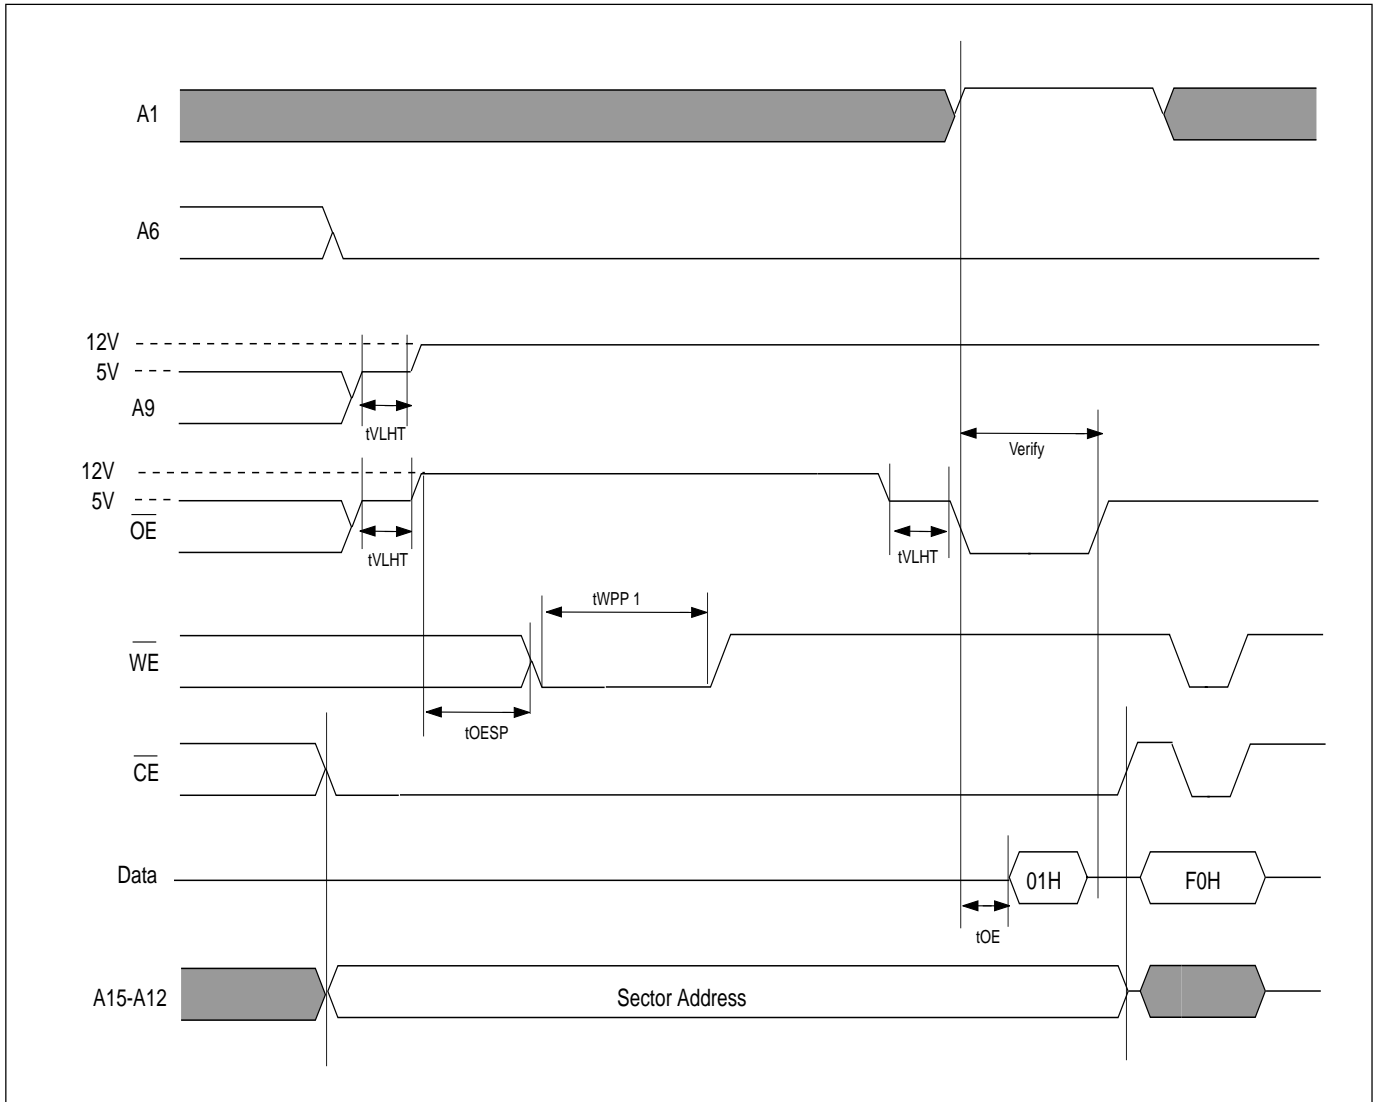 A1
A6
12V
5V
A9
tVLHT
Verify
12V
5V
OE
tVLHT
tVLHT
tWPP 1
WE
tOESP
CE
Data
01H
F0H
tOE
A15-A12
Sector Address